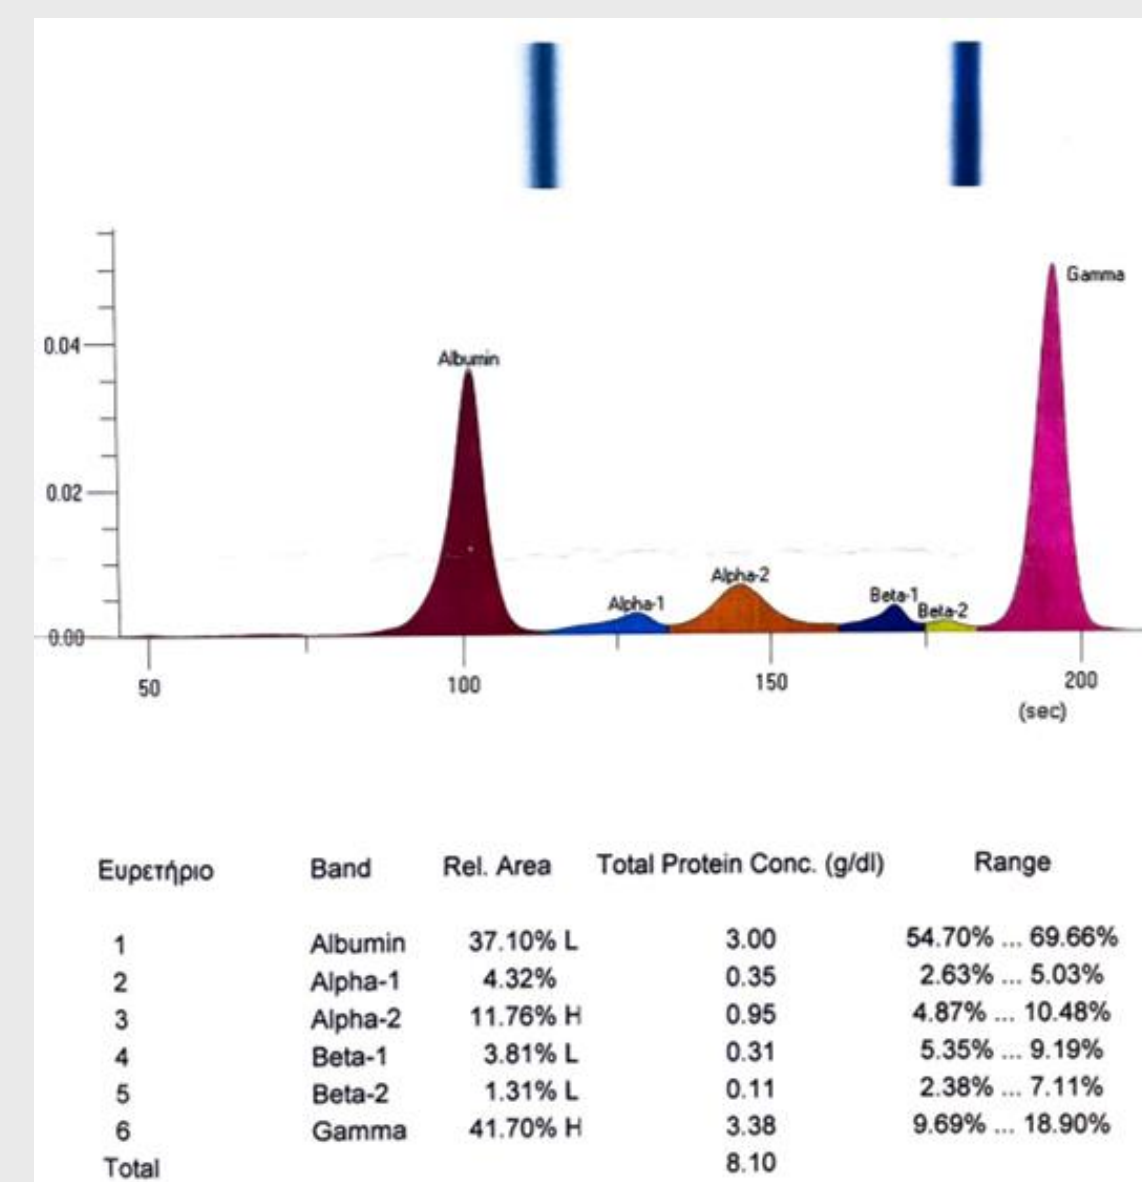 Gamma
0.04
Albumin
0.02
Alpha-2
Alpha-1
Beta-1
Beta-2
0.00
50 100 150 200
(sec)
Ευρετήριο Band Rel. Area Total Protein Conc. (g/dl) Range
1 Albumin 37.10% L 3.00 54.70% ... 69.66%
2 Alpha-1 4.32% 0.35 2.63% ... 5.03%
3 Alpha-2 11.76% H 0.95 4.87% ... 10.48%
4 Beta-1 3.81% L 0.31 5.35% ... 9.19%
5 Beta-2 1.31% L 0.11 2.38% ... 7.11%
6 Gamma 41.70% H 3.38 9.69% ... 18.90%
Total 8.10